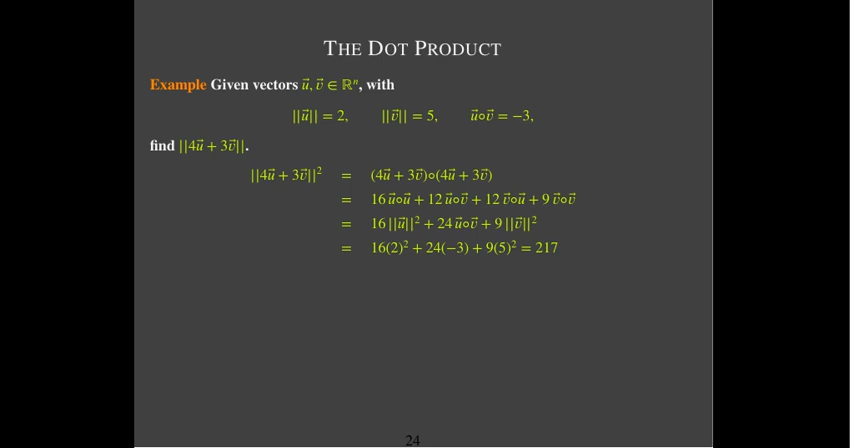 THE DOT PRODUCT
Example Given vectors u⃗, v⃗ ∈ ℝⁿ, with
||u⃗|| = 2, ||v⃗|| = 5, u⃗∘v⃗ = −3,
find ||4u⃗ + 3v⃗||.
||4u⃗ + 3v⃗||² = (4u⃗ + 3v⃗)∘(4u⃗ + 3v⃗)
= 16 u⃗∘u⃗ + 12 u⃗∘v⃗ + 12 v⃗∘u⃗ + 9 v⃗∘v⃗
= 16 ||u⃗||² + 24 u⃗∘v⃗ + 9 ||v⃗||²
= 16(2)² + 24(−3) + 9(5)² = 217
24